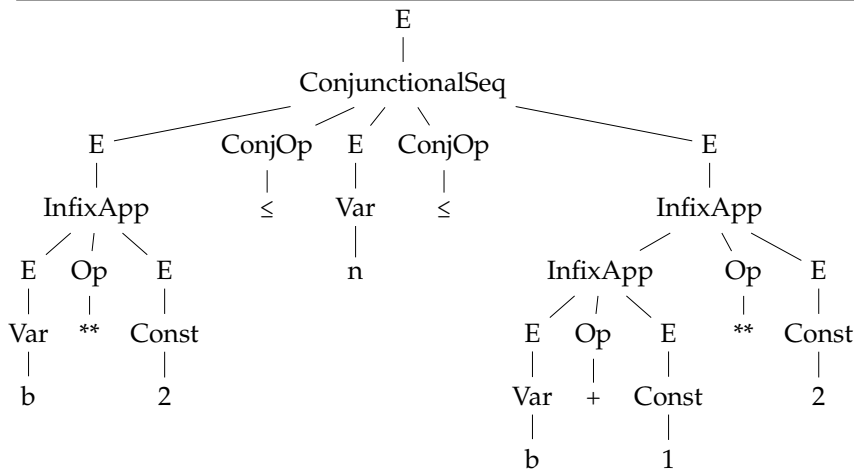 E
ConjunctionalSeq
E ConjOp E ConjOp E
InfixApp ≤ Var ≤ InfixApp
E Op E n InfixApp Op E
Var ** Const E Op E ** Const
b 2 Var + Const 2
b 1